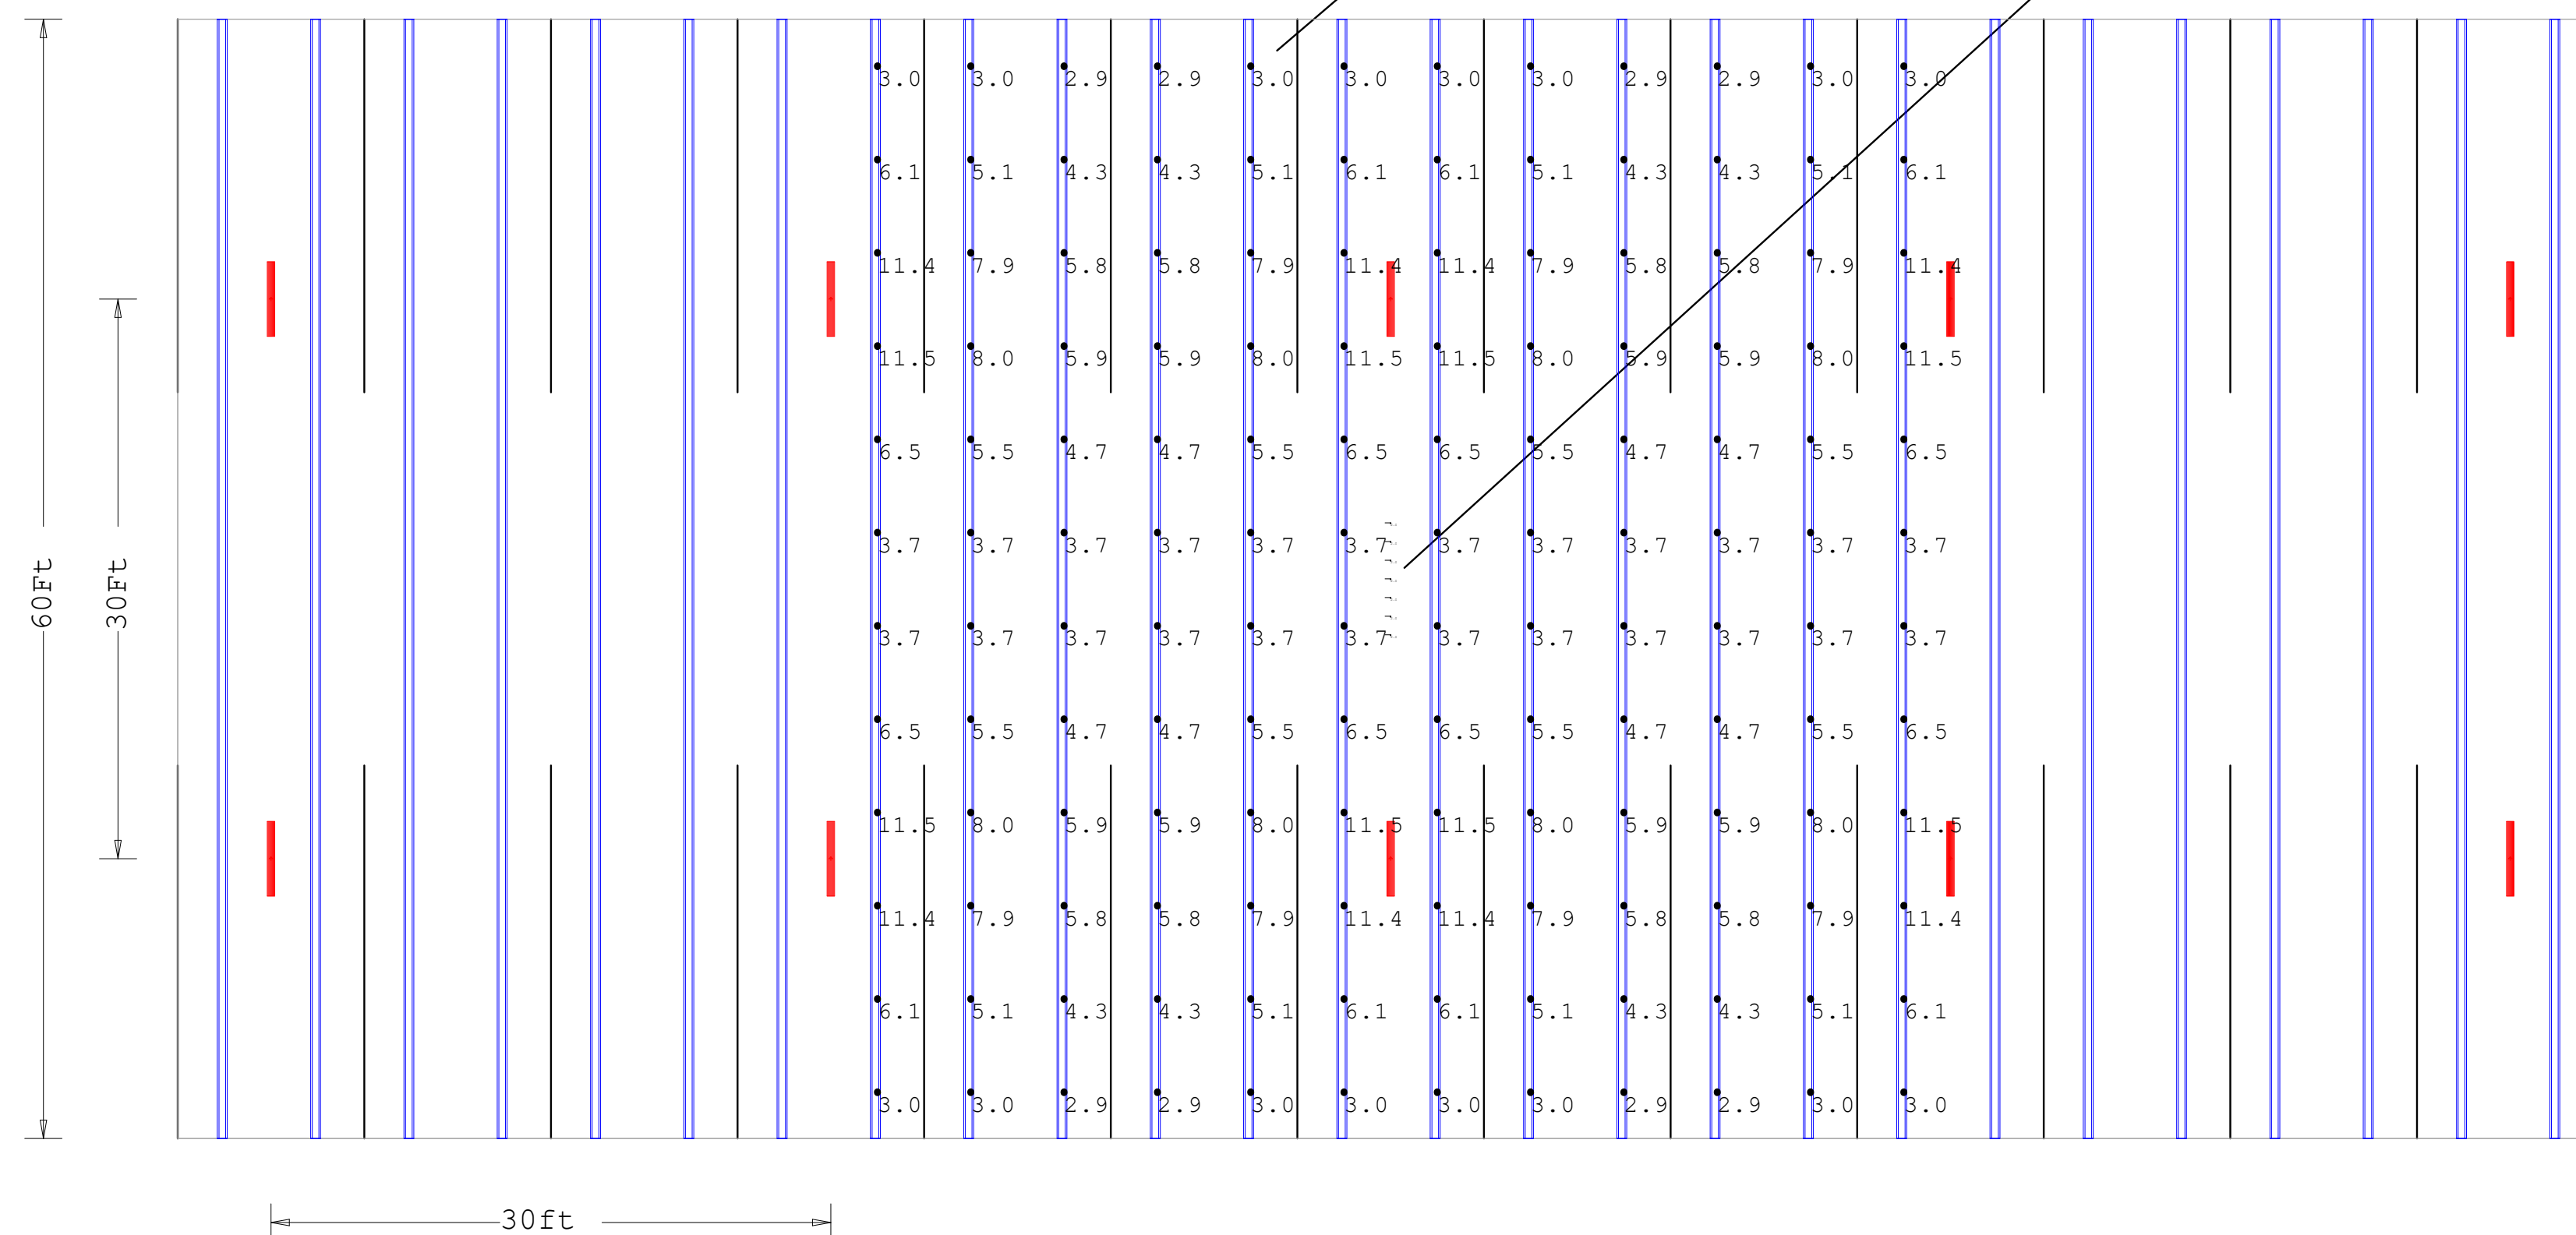 3.0 3.0 2.9 2.9 3.0 3.0 3.0 3.0 2.9 2.9 3.0 3.0
6.1 5.1 4.3 4.3 5.1 6.1 6.1 5.1 4.3 4.3 5.1 6.1
11.4 7.9 5.8 5.8 7.9 11.4 11.4 7.9 5.8 5.8 7.9 11.4
11.5 8.0 5.9 5.9 8.0 11.5 11.5 8.0 5.9 5.9 8.0 11.5
6.5 5.5 4.7 4.7 5.5 6.5 6.5 5.5 4.7 4.7 5.5 6.5
3.7 3.7 3.7 3.7 3.7 3.7 3.7 3.7 3.7 3.7 3.7 3.7
60Ft
30Ft
3.7 3.7 3.7 3.7 3.7 3.7 3.7 3.7 3.7 3.7 3.7 3.7
6.5 5.5 4.7 4.7 5.5 6.5 6.5 5.5 4.7 4.7 5.5 6.5
11.5 8.0 5.9 5.9 8.0 11.5 11.5 8.0 5.9 5.9 8.0 11.5
11.4 7.9 5.8 5.8 7.9 11.4 11.4 7.9 5.8 5.8 7.9 11.4
6.1 5.1 4.3 4.3 5.1 6.1 6.1 5.1 4.3 4.3 5.1 6.1
3.0 3.0 2.9 2.9 3.0 3.0 3.0 3.0 2.9 2.9 3.0 3.0
30ft